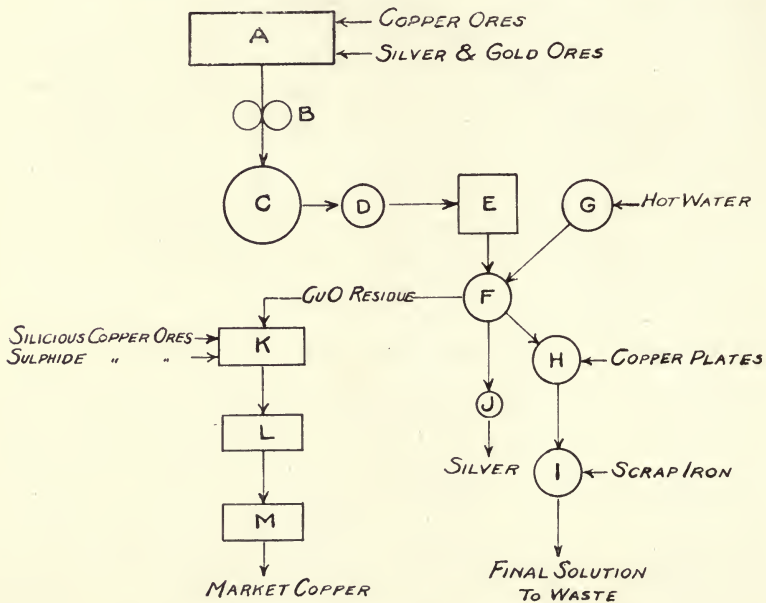 A
COPPER ORES
SILVER & GOLD ORES
B
C
D
E
G
HOT WATER
CUO RESIDUE
F
SILICIOUS COPPER ORES
SULPHIDE " "
K
H
COPPER PLATES
J
L
SILVER
I
SCRAP IRON
M
MARKET COPPER
FINAL SOLUTION
TO WASTE